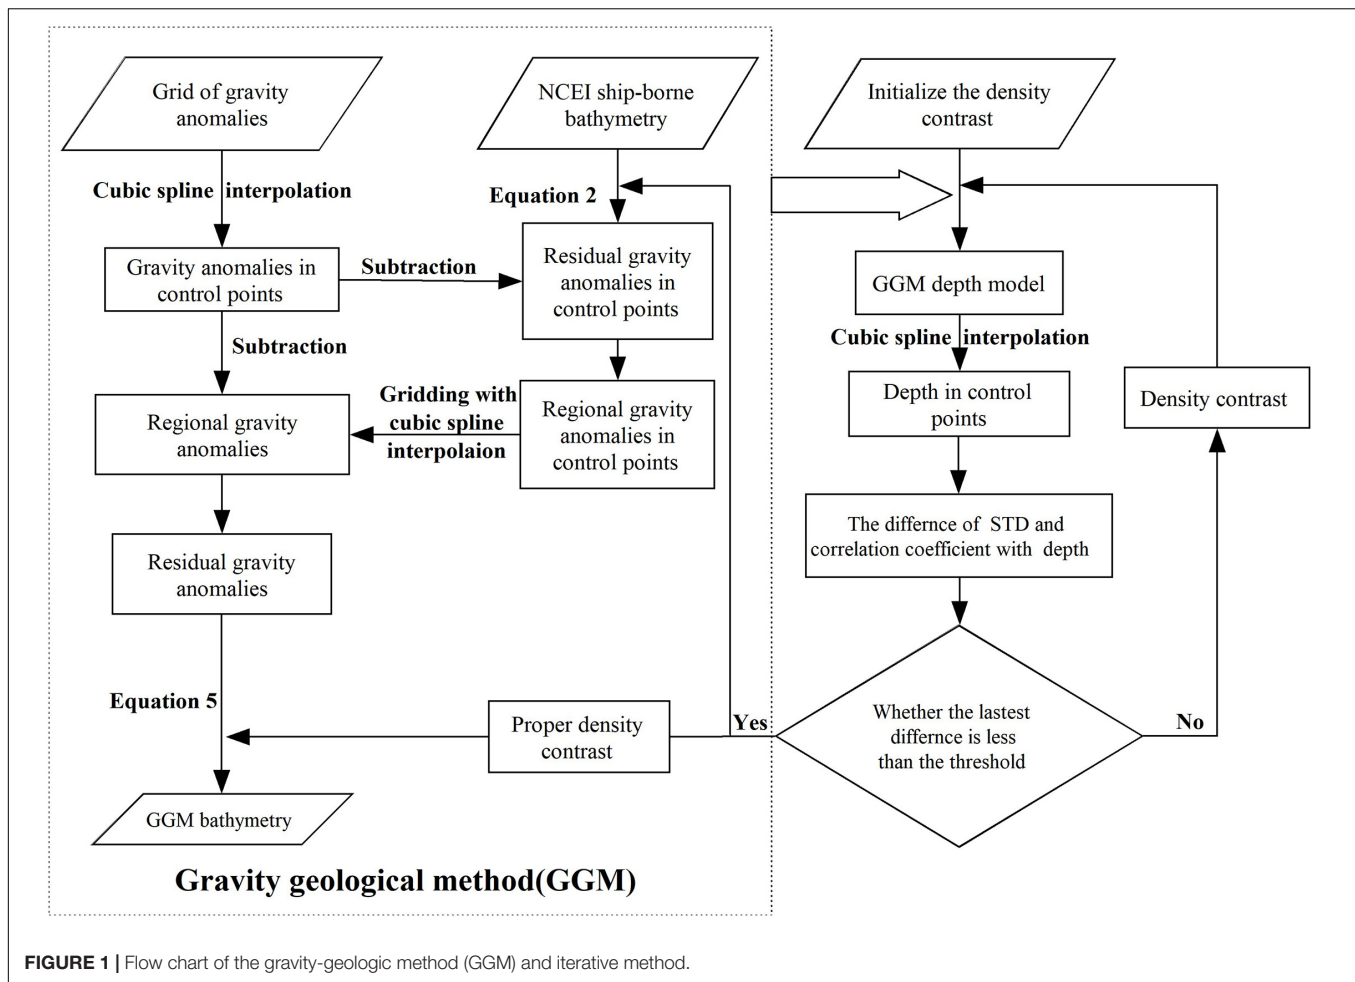 Grid of gravity
anomalies
NCEI ship-borne
bathymetry
Initialize the density
contrast
Cubic spline interpolation
Equation 2
Gravity anomalies in
control points
Subtraction
Residual gravity
anomalies in
control points
GGM depth model
Subtraction
Cubic spline interpolation
Gridding with
cubic spline
interpolaion
Regional gravity
anomalies
Regional gravity
anomalies in
control points
Depth in control
points
Density contrast
Residual gravity
anomalies
The differnce of STD and
correlation coefficient with depth
Equation 5
Proper density
contrast
Yes
Whether the lastest
differnce is less
than the threshold
No
GGM bathymetry
Gravity geological method(GGM)
FIGURE 1 | Flow chart of the gravity-geologic method (GGM) and iterative method.